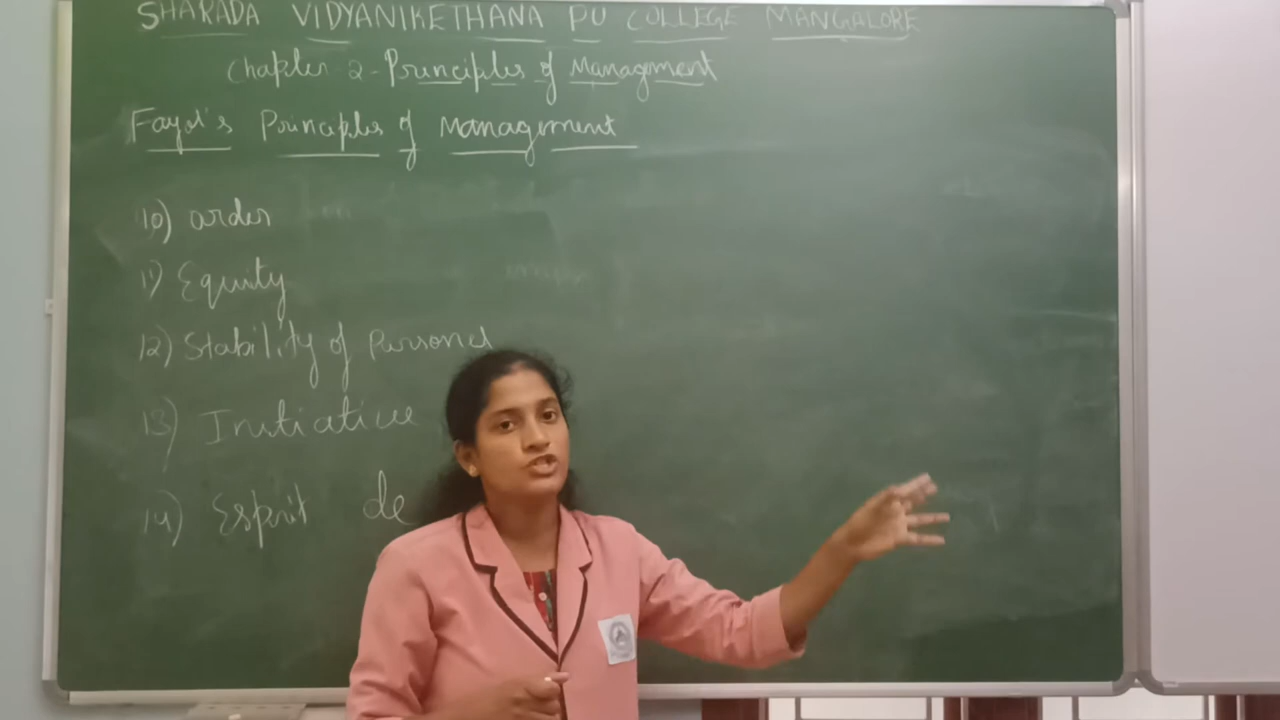 SHARADA VIDYANIKETHANA PU COLLEGE MANGALORE
Chapter 2 - Principles of Management
Fayol's Principles of Management
10) order
11) Equity
12) Stability of Personel
13) Initiative
14) Esprit de